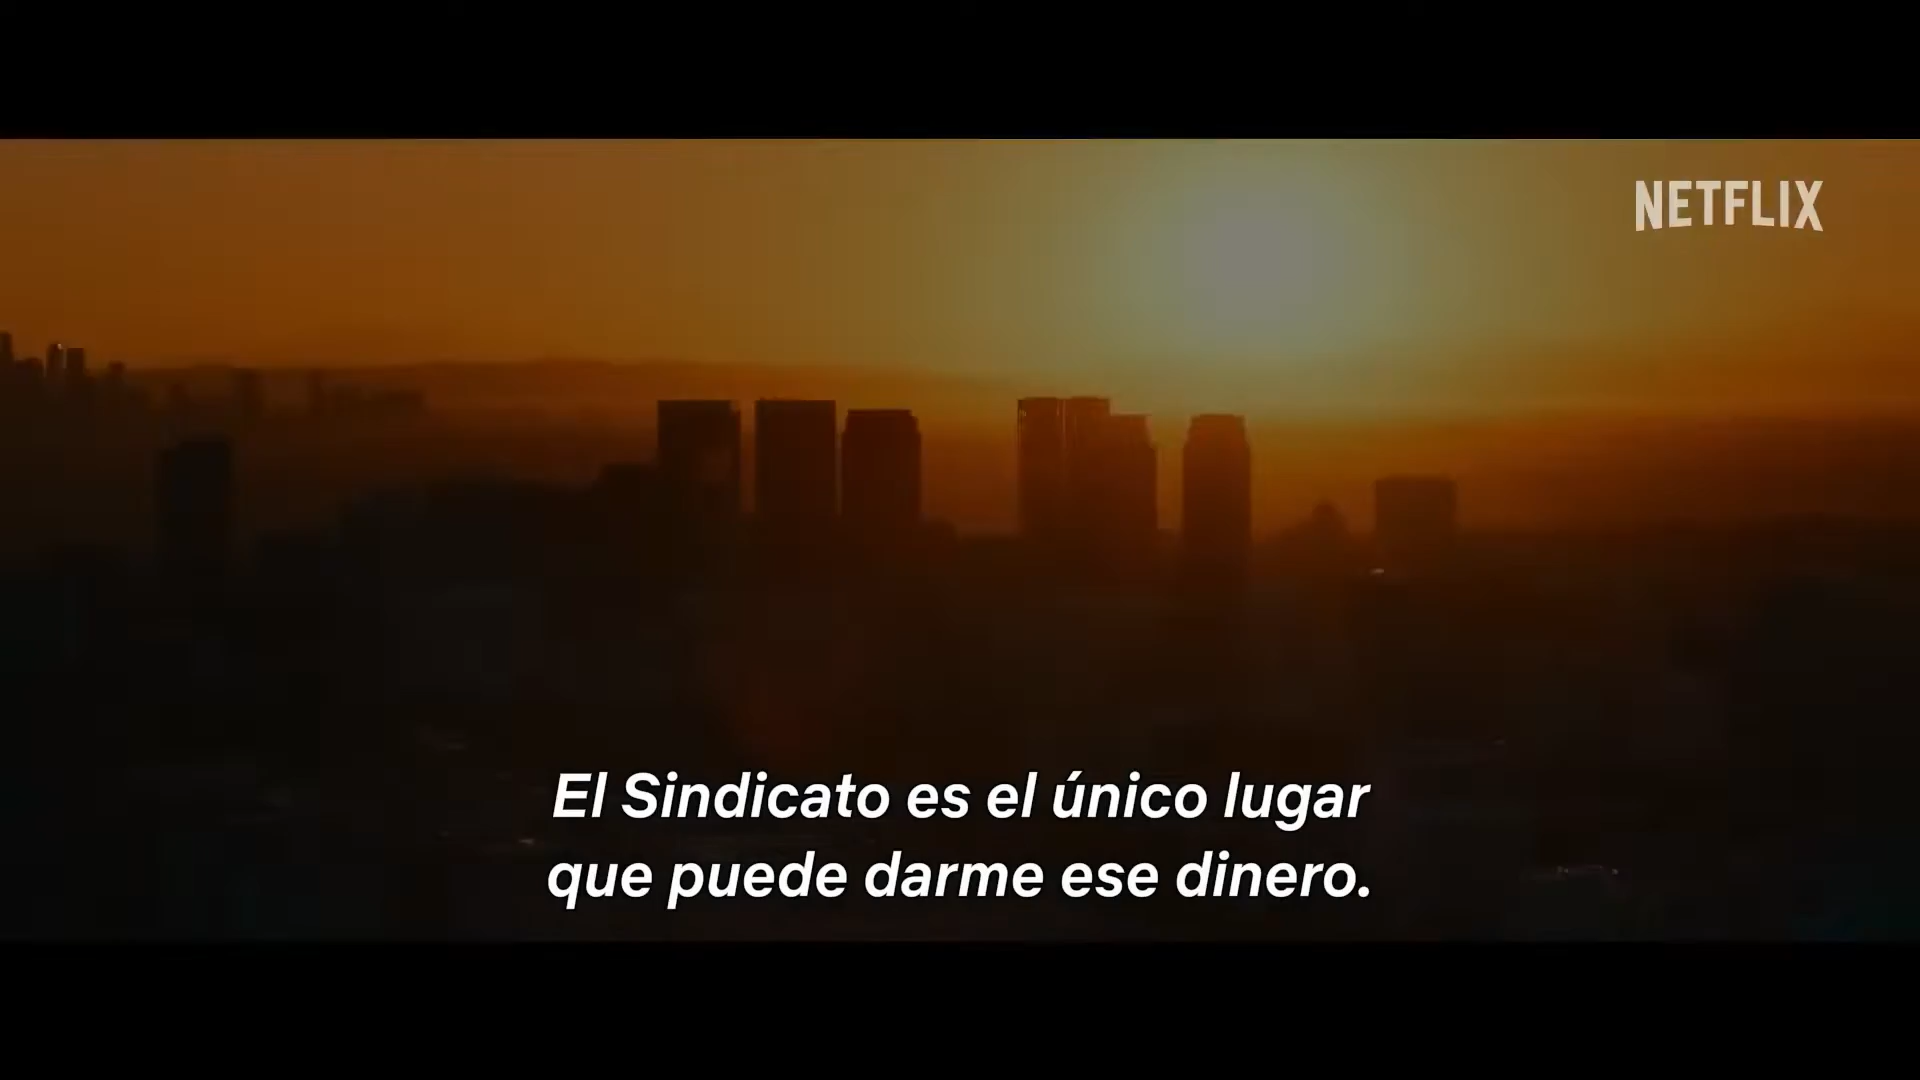 NETFLIX
El Sindicato es el único lugar
que puede darme ese dinero.